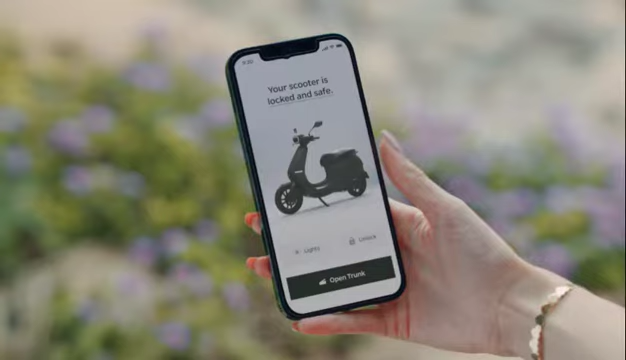 Your scooter is
locked and safe.
Lights
Unlock
Open Trunk